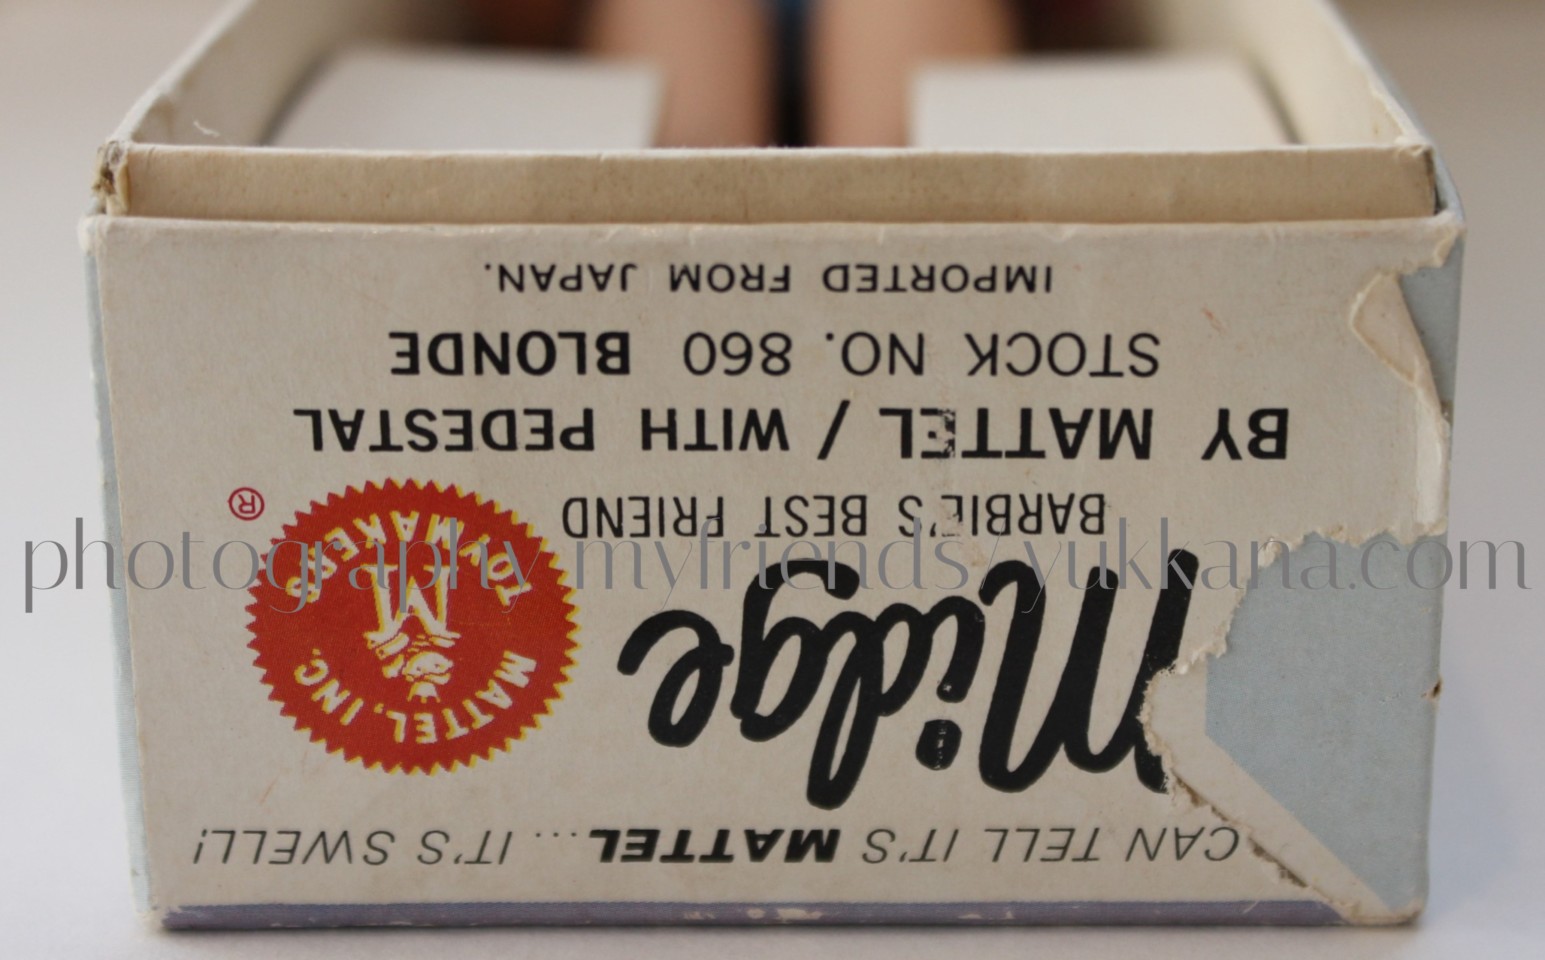 CAN TELL IT'S MATTEL... IT'S SWELL!
Midge
BARBIE'S BEST FRIEND
BY MATTEL / WITH PEDESTAL
STOCK NO. 860 BLONDE
IMPORTED FROM JAPAN.
MATTEL, INC.
M
TOYMAKERS
®
photography myfriends/yukkana.com